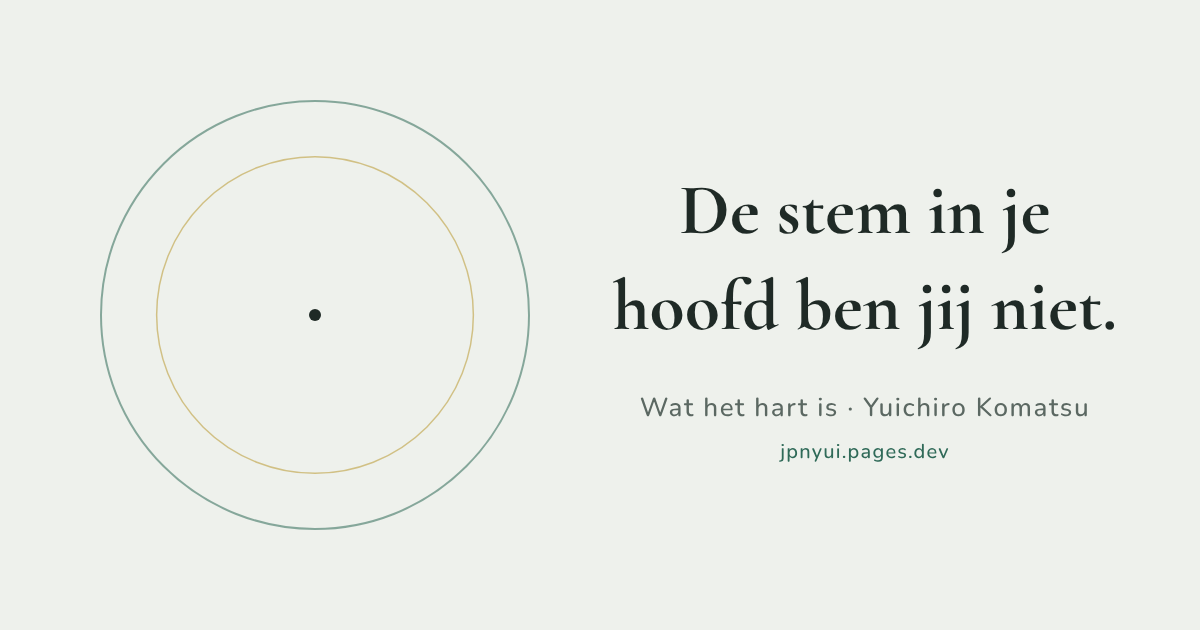 De stem in je
hoofd ben jij niet.
Wat het hart is · Yuichiro Komatsu
jpnyui.pages.dev